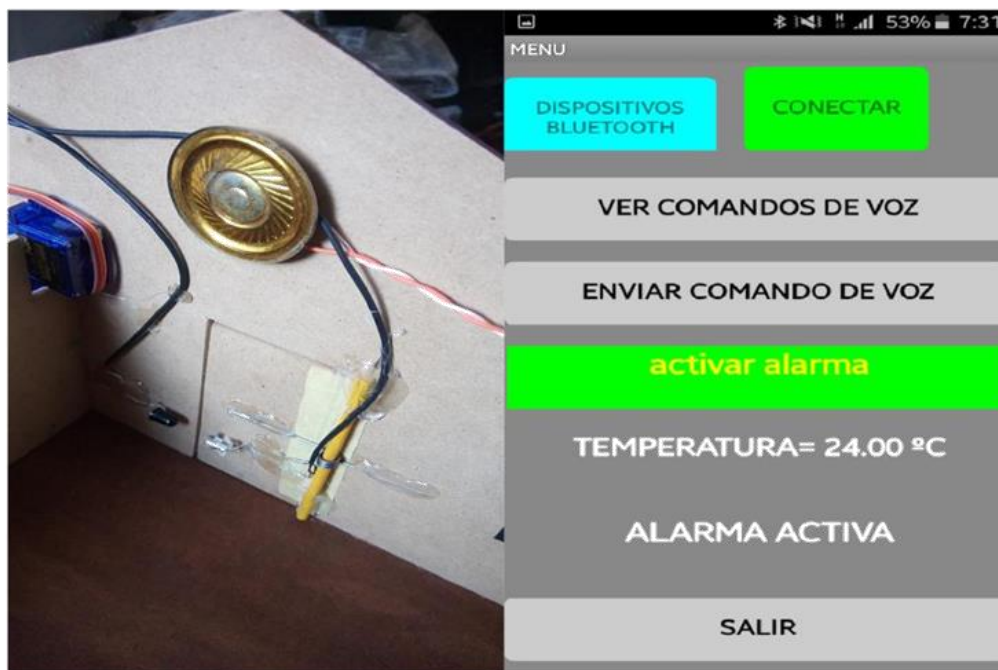 H 53% 7:31
MENU
DISPOSITIVOS
BLUETOOTH
CONECTAR
VER COMANDOS DE VOZ
ENVIAR COMANDO DE VOZ
activar alarma
TEMPERATURA= 24.00 ºC
ALARMA ACTIVA
SALIR